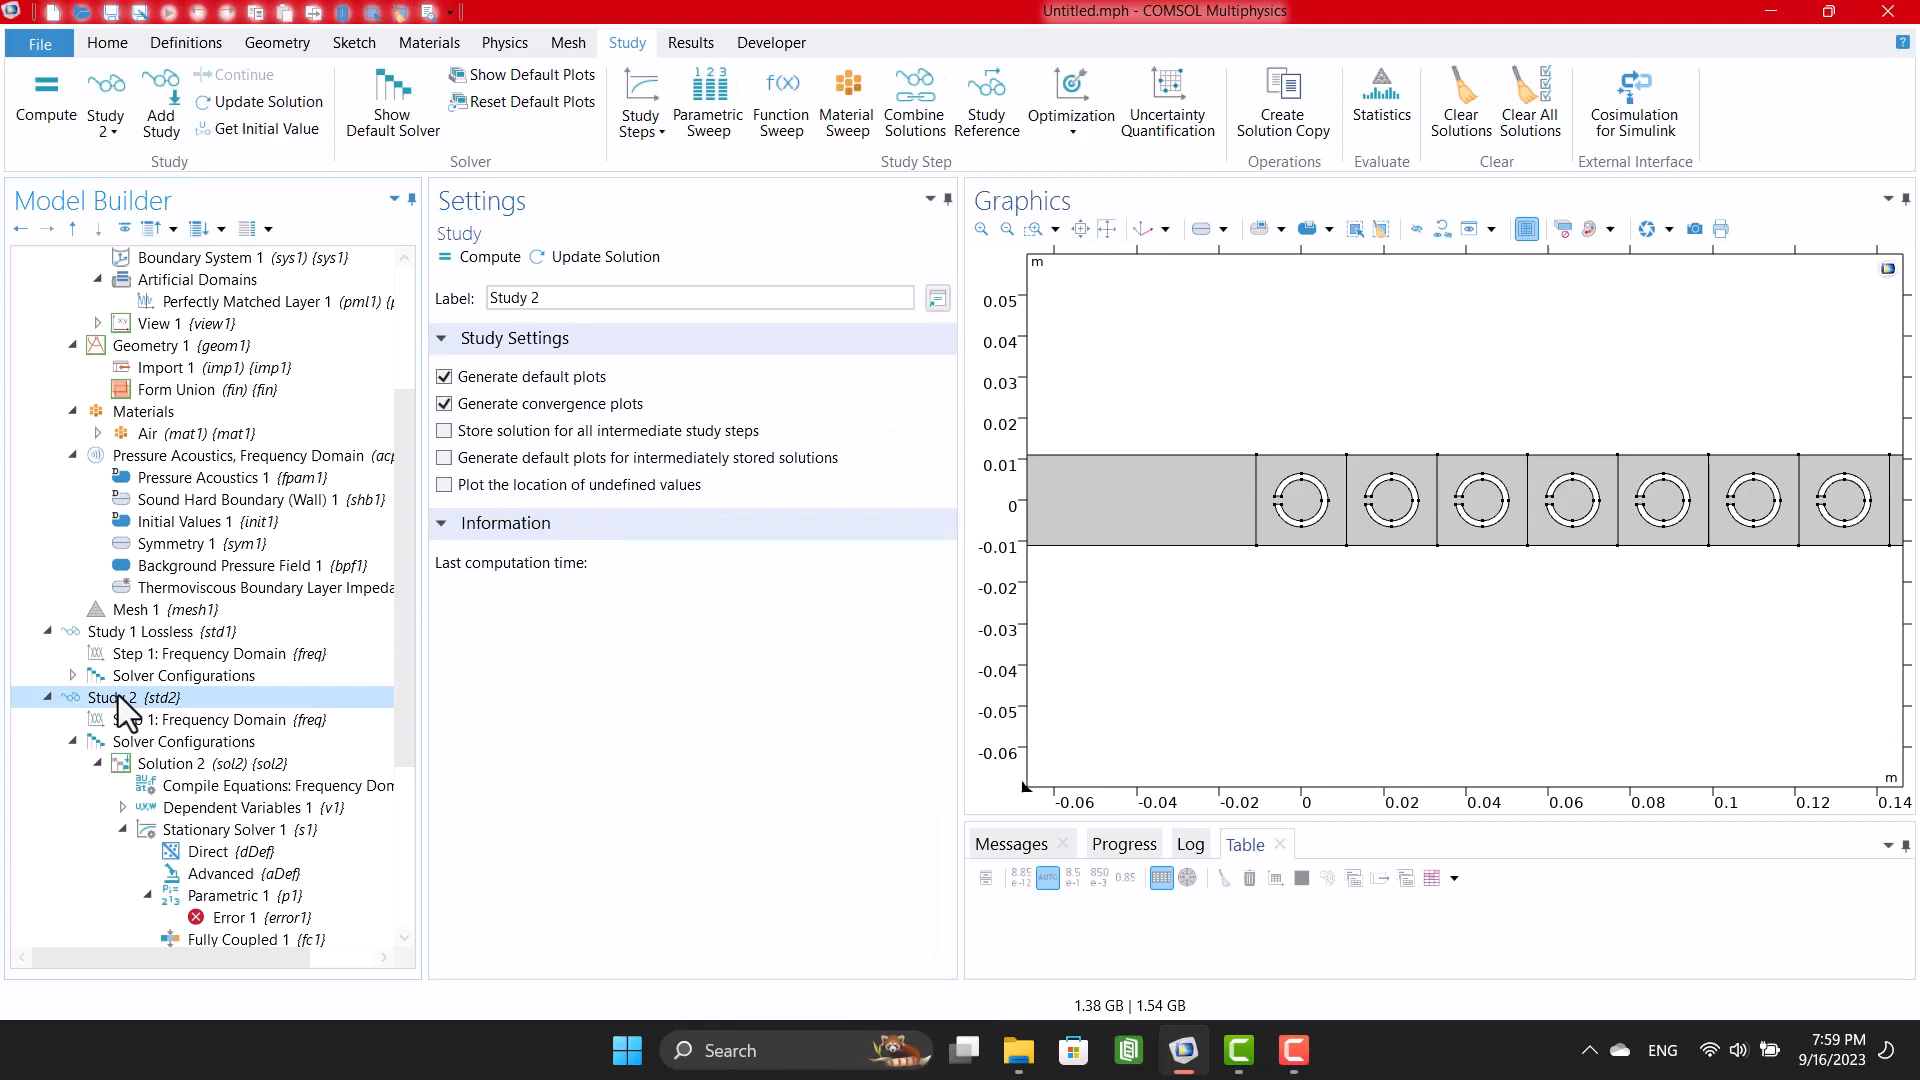 Untitled.mph - COMSOL Multiphysics
File
Home
Definitions
Geometry
Sketch
Materials
Physics
Mesh
Study
Results
Developer
Compute
Study 2
Add Study
Continue
Update Solution
Get Initial Value
Study
Show Default Solver
Show Default Plots
Reset Default Plots
Solver
Study Steps
Parametric Sweep
Function Sweep
Material Sweep
Combine Solutions
Study Reference
Optimization
Uncertainty Quantification
Study Step
Create Solution Copy
Operations
Statistics
Evaluate
Clear Solutions
Clear All Solutions
Clear
Cosimulation for Simulink
External Interface
Model Builder
Boundary System 1 (sys1) {sys1}
Artificial Domains
Perfectly Matched Layer 1 (pml1) {p
View 1 {view1}
Geometry 1 {geom1}
Import 1 (imp1) {imp1}
Form Union (fin) {fin}
Materials
Air (mat1) {mat1}
Pressure Acoustics, Frequency Domain (acp
Pressure Acoustics 1 {fpam1}
Sound Hard Boundary (Wall) 1 {shb1}
Initial Values 1 {init1}
Symmetry 1 {sym1}
Background Pressure Field 1 {bpf1}
Thermoviscous Boundary Layer Impeda
Mesh 1 {mesh1}
Study 1 Lossless {std1}
Step 1: Frequency Domain {freq}
Solver Configurations
Study 2 {std2}
1: Frequency Domain {freq}
Solver Configurations
Solution 2 (sol2) {sol2}
Compile Equations: Frequency Dom
Dependent Variables 1 {v1}
Stationary Solver 1 {s1}
Direct {dDef}
Advanced {aDef}
Parametric 1 {p1}
Error 1 {error1}
Fully Coupled 1 {fc1}
Settings
Study
Compute
Update Solution
Label: Study 2
Study Settings
Generate default plots
Generate convergence plots
Store solution for all intermediate study steps
Generate default plots for intermediately stored solutions
Plot the location of undefined values
Information
Last computation time:
Graphics
m
0.05
0.04
0.03
0.02
0.01
0
-0.01
-0.02
-0.03
-0.04
-0.05
-0.06
m
-0.06 -0.04 -0.02 0 0.02 0.04 0.06 0.08 0.1 0.12 0.14
Messages
Progress
Log
Table
8.85 e-12
AUTO
8.5 e-1
850 e-3
0.85
1.38 GB | 1.54 GB
Search
ENG
7:59 PM
9/16/2023